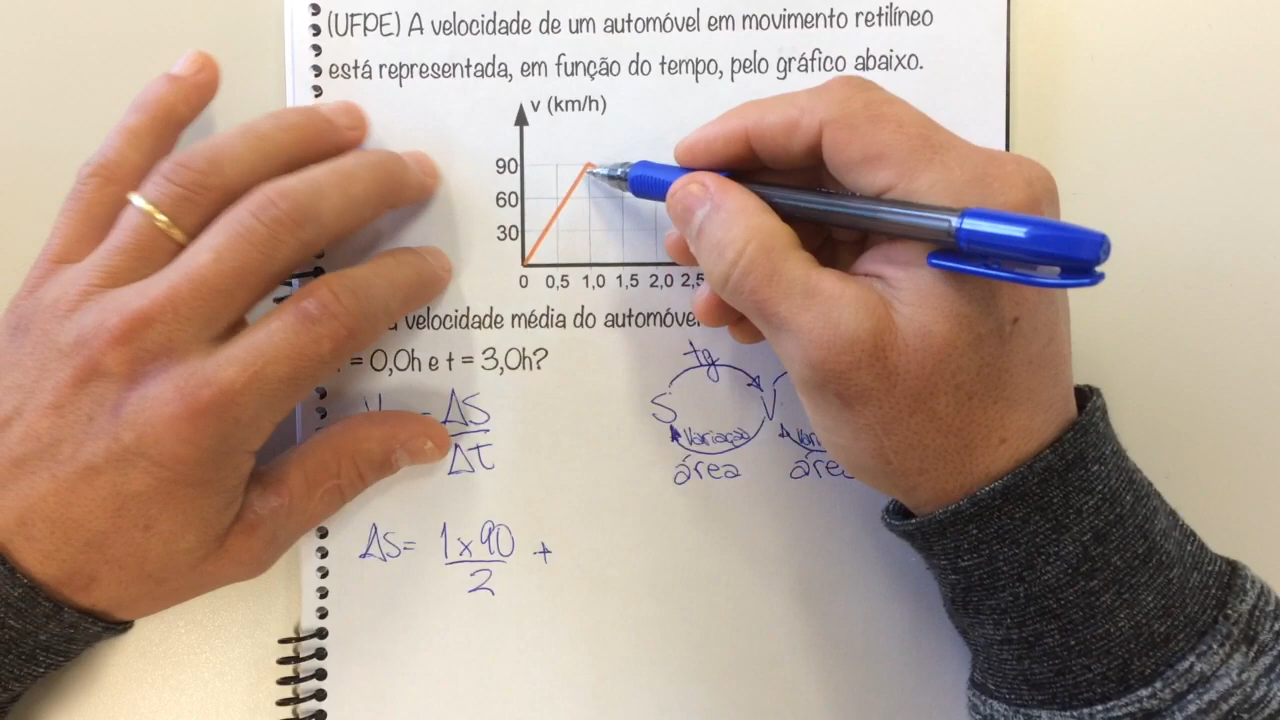 (UFPE) A velocidade de um automóvel em movimento retilíneo
está representada, em função do tempo, pelo gráfico abaixo.
v (km/h)
90
60
30
0 0,5 1,0 1,5 2,0 2,5
velocidade média do automóvel
= 0,0h e t = 3,0h?
tg
S V
Variação
área área
= ΔS
Δt
ΔS= 1x90 +
2